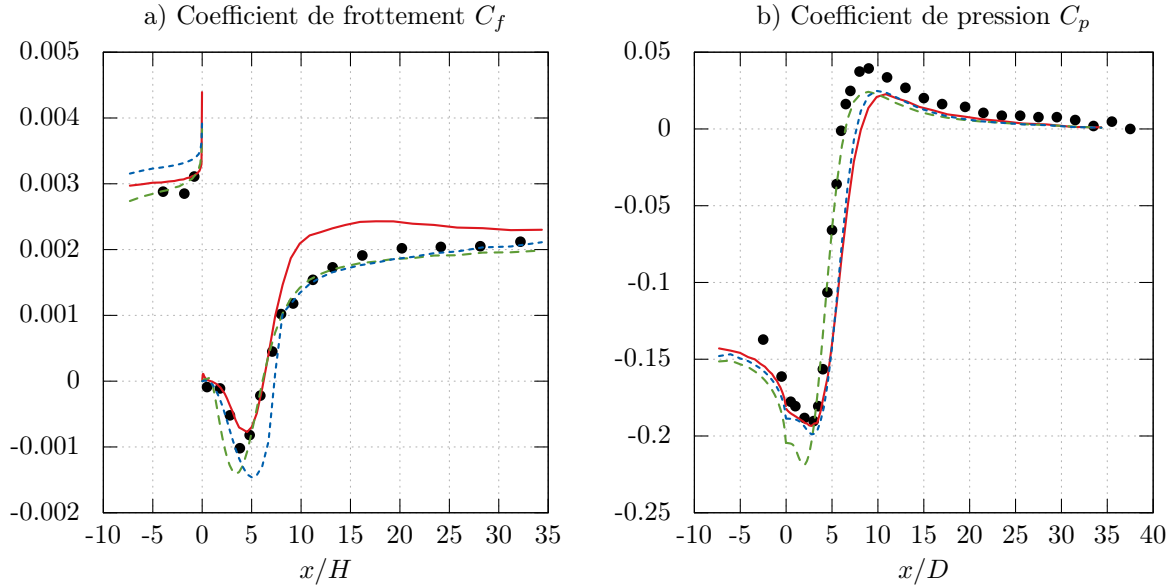 a) Coefficient de frottement C_f
0.005
0.004
0.003
0.002
0.001
0
-0.001
-0.002
-10 -5 0 5 10 15 20 25 30 35
x/H
b) Coefficient de pression C_p
0.05
0
-0.05
-0.1
-0.15
-0.2
-0.25
-10 -5 0 5 10 15 20 25 30 35 40
x/D